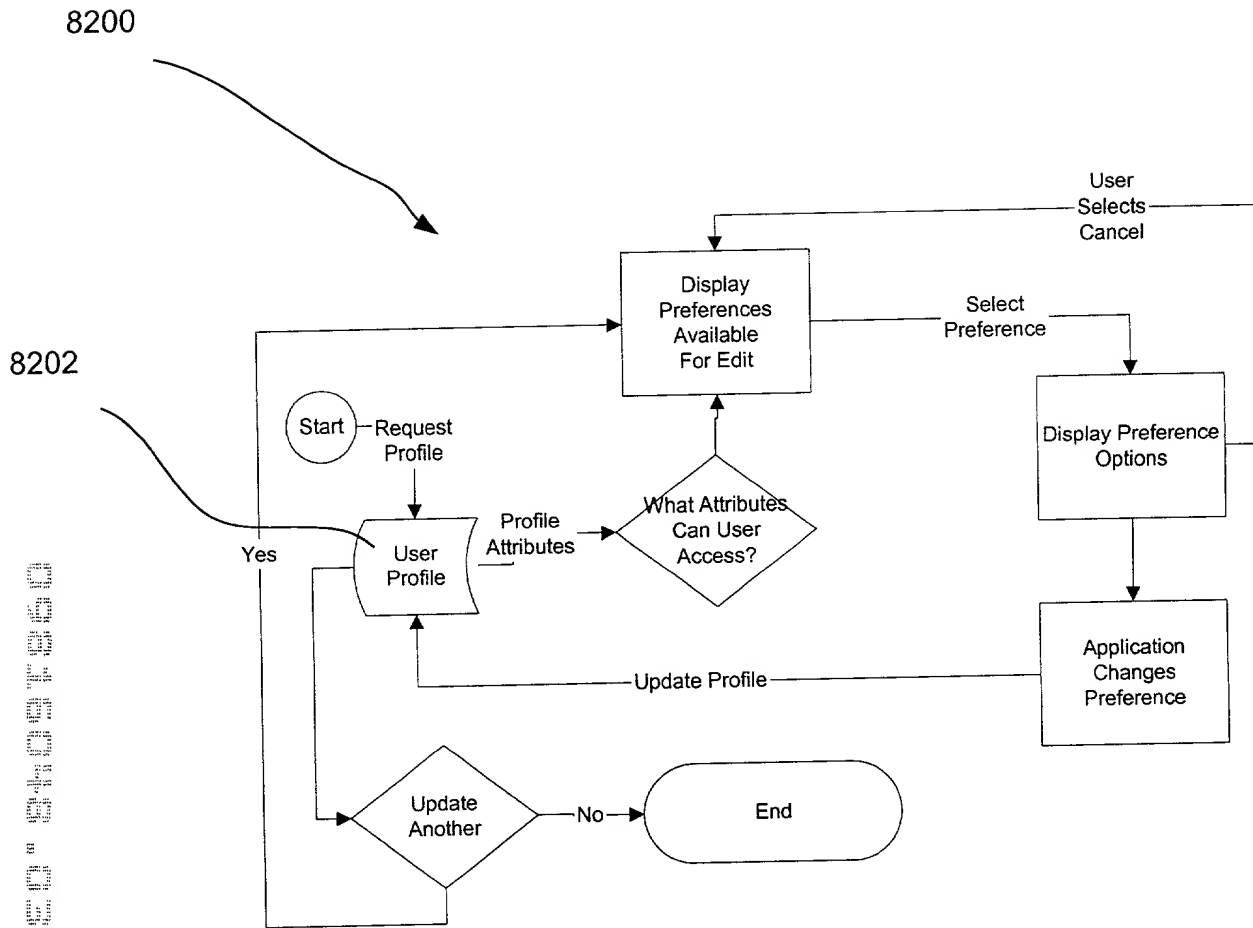 8200
User
Selects
Cancel
Display
Preferences
Available
For Edit
Select
Preference
8202
Start
Request
Profile
Display Preference
Options
What Attributes
Can User
Access?
Profile
Attributes
User
Profile
Yes
Application
Changes
Preference
Update Profile
Update
Another
No
End